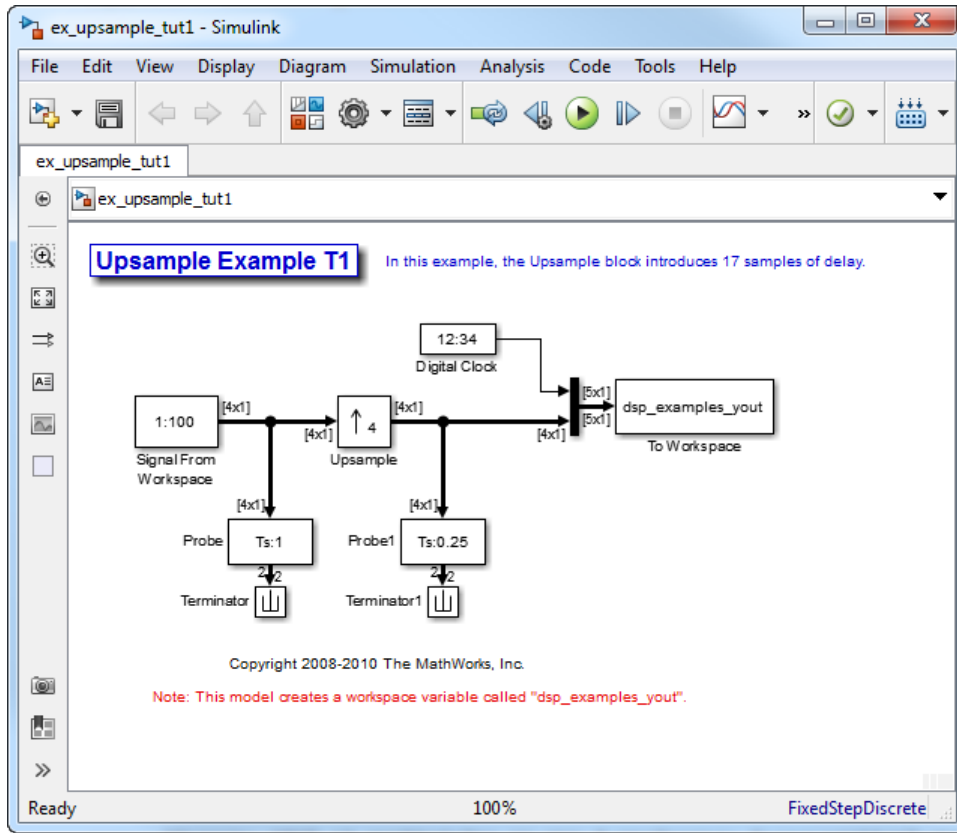 ex_upsample_tut1 - Simulink
File Edit View Display Diagram Simulation Analysis Code Tools Help
»
ex_upsample_tut1
ex_upsample_tut1
Upsample Example T1
In this example, the Upsample block introduces 17 samples of delay.
12:34
Digital Clock
1:100
Signal From
Workspace
[4x1]
[4x1]
4
Upsample
[4x1]
[4x1]
[5x1]
[5x1]
dsp_examples_yout
To Workspace
[4x1]
[4x1]
Probe
Ts:1
Probe1
Ts:0.25
2 2
2 2
Terminator
Terminator1
Copyright 2008-2010 The MathWorks, Inc.
Note: This model creates a workspace variable called "dsp_examples_yout".
Ready
100%
FixedStepDiscrete